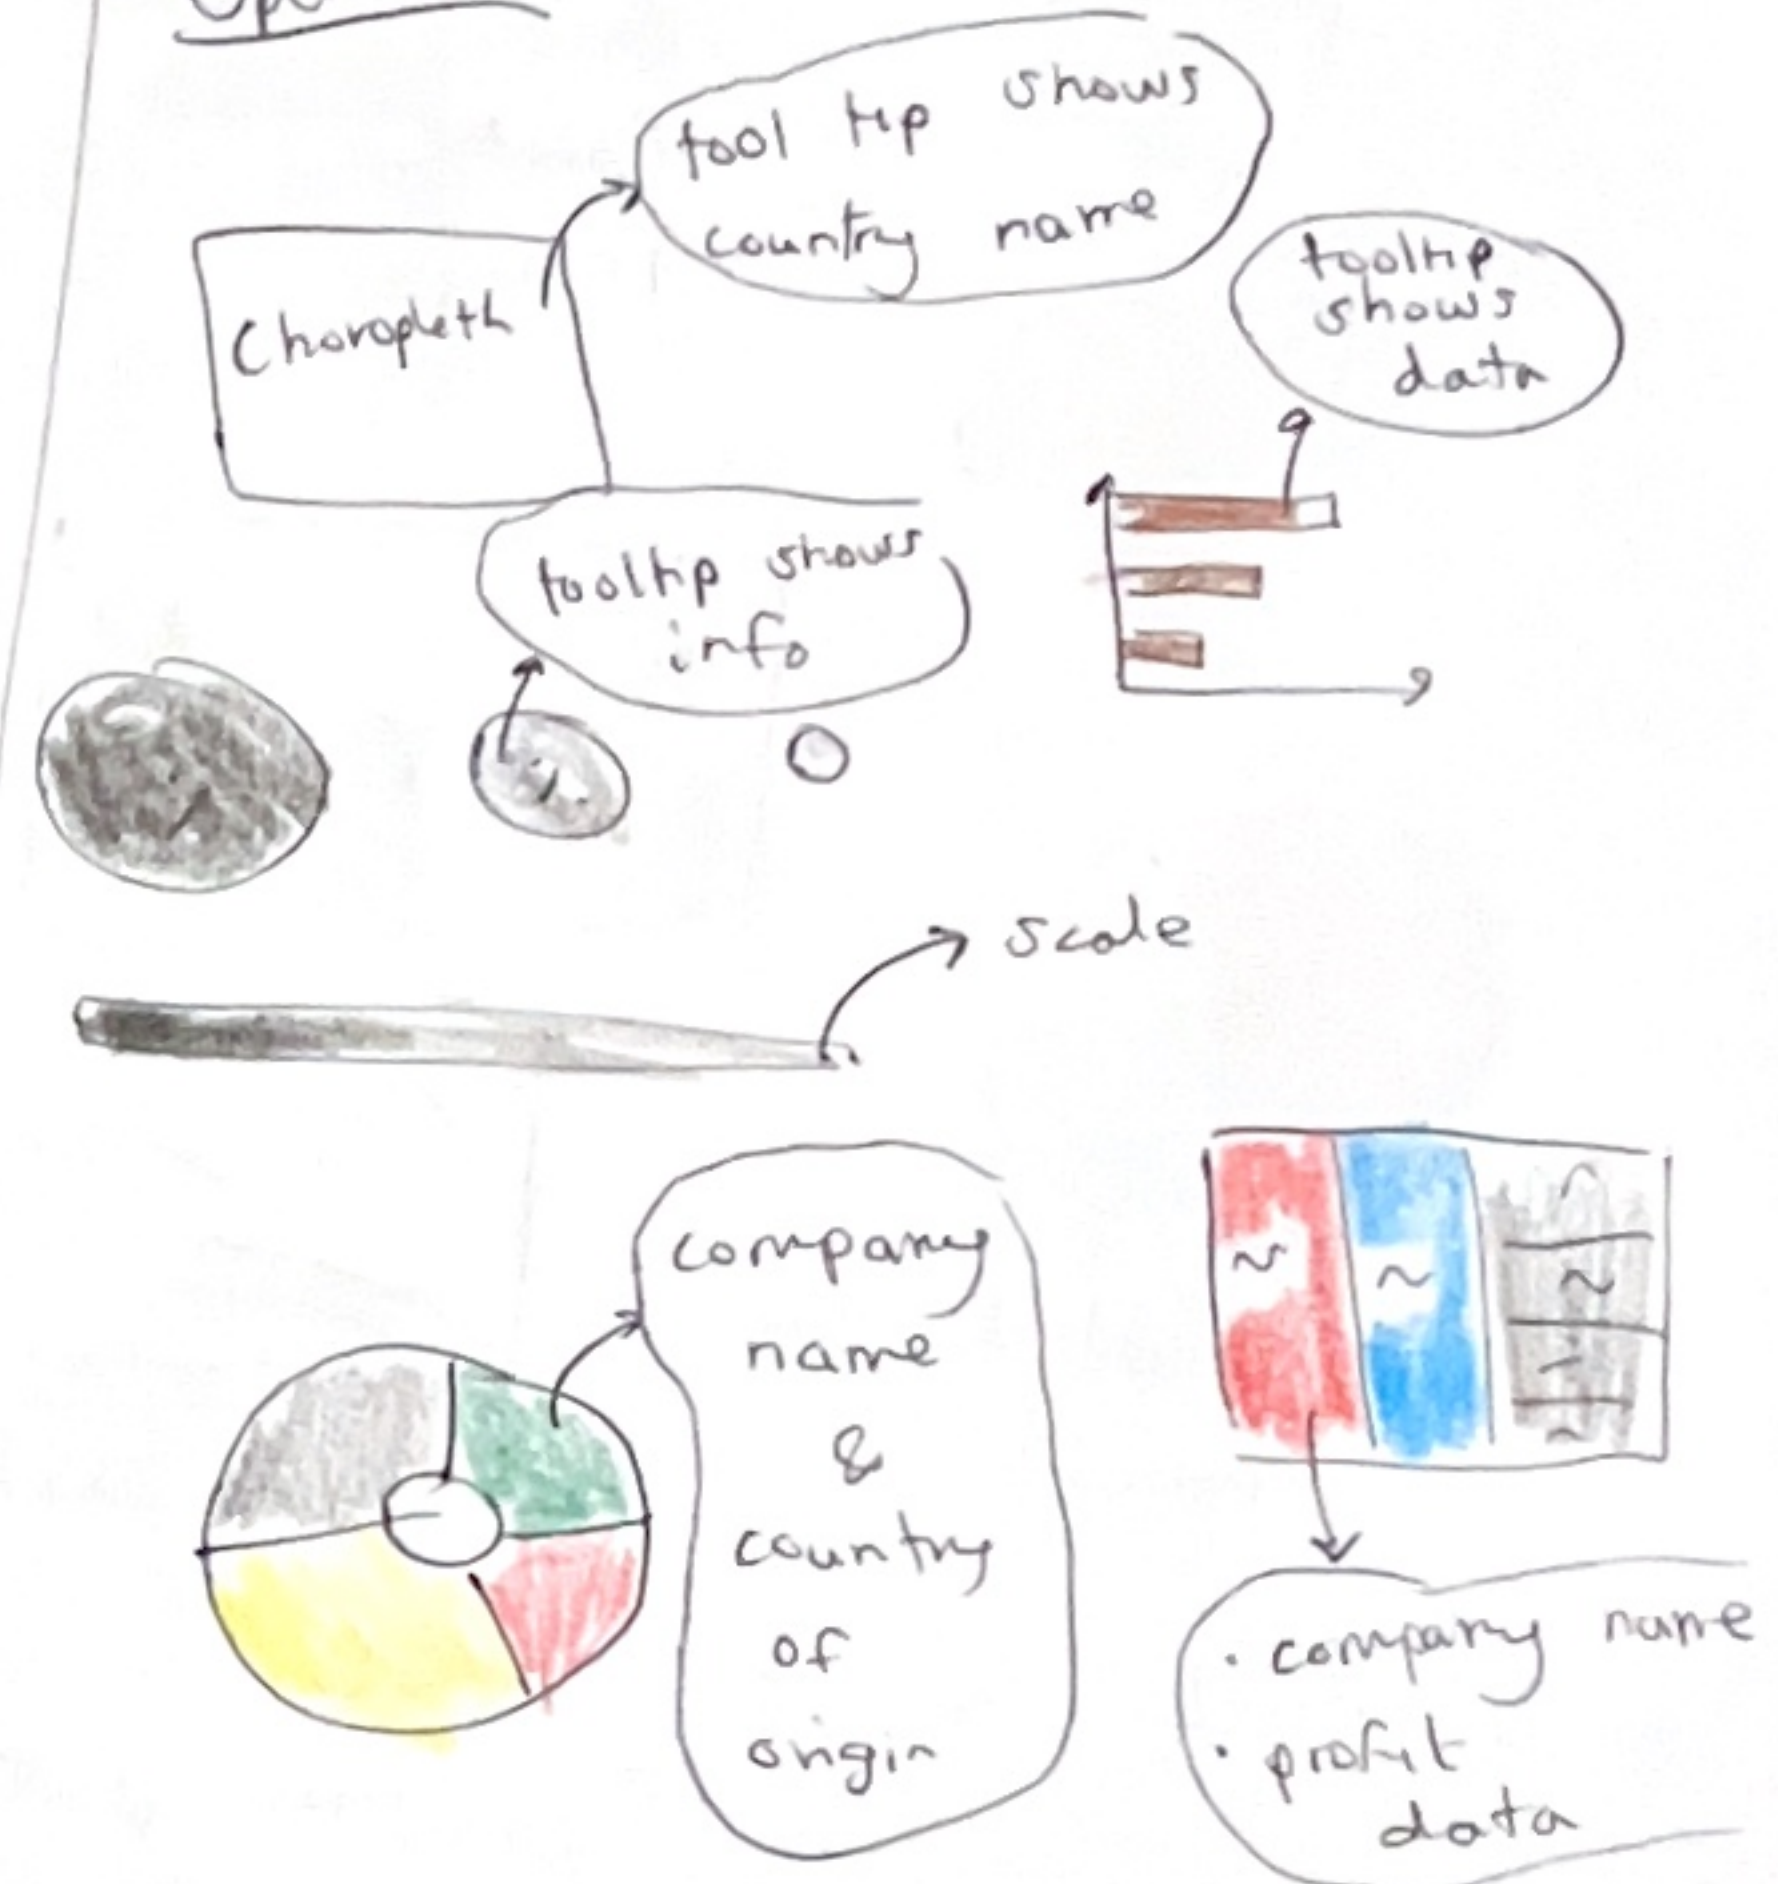 tool tip shows
country name
Choropleth
tooltip
shows
data
tooltip shows
info
scale
company
name
&
country
of
origin
• company name
• profit
data